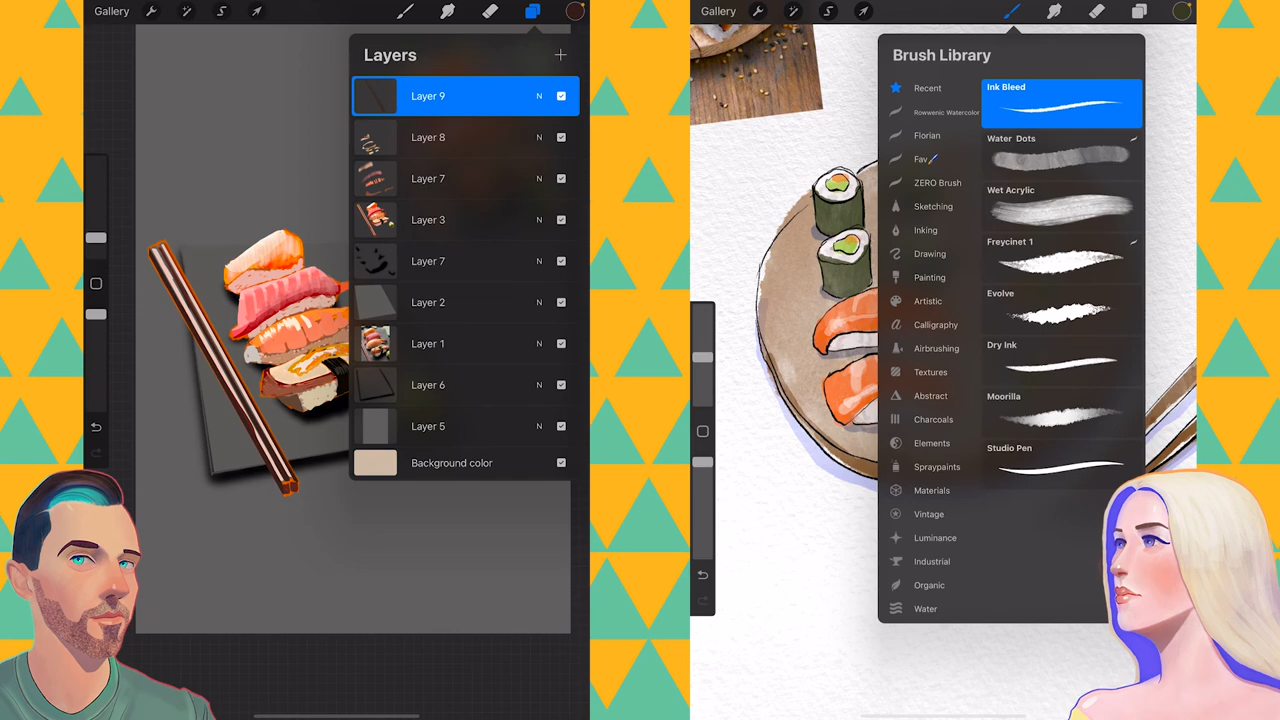 Gallery
Layers
Layer 9 N
Layer 8 N
Layer 7 N
Layer 3 N
Layer 7 N
Layer 2 N
Layer 1 N
Layer 6 N
Layer 5 N
Background color
Gallery
Brush Library
Recent
Rowwenic Watercolor
Florian
Fav🖌️
ZERO Brush
Sketching
Inking
Drawing
Painting
Artistic
Calligraphy
Airbrushing
Textures
Abstract
Charcoals
Elements
Spraypaints
Materials
Vintage
Luminance
Industrial
Organic
Water
Ink Bleed
Water Dots
Wet Acrylic
Freycinet 1
Evolve
Dry Ink
Moorilla
Studio Pen